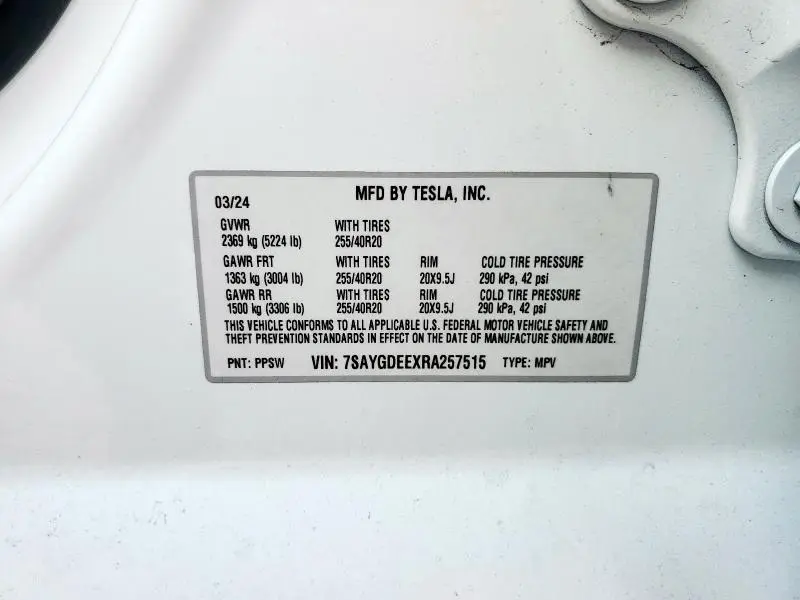 MFD BY TESLA, INC.
03/24
GVWR WITH TIRES
2369 kg (5224 lb) 255/40R20
GAWR FRT WITH TIRES RIM COLD TIRE PRESSURE
1363 kg (3004 lb) 255/40R20 20X9.5J 290 kPa, 42 psi
GAWR RR WITH TIRES RIM COLD TIRE PRESSURE
1500 kg (3306 lb) 255/40R20 20X9.5J 290 kPa, 42 psi
THIS VEHICLE CONFORMS TO ALL APPLICABLE U.S. FEDERAL MOTOR VEHICLE SAFETY AND
THEFT PREVENTION STANDARDS IN EFFECT ON THE DATE OF MANUFACTURE SHOWN ABOVE.
PNT: PPSW VIN: 7SAYGDEEXRA257515 TYPE: MPV